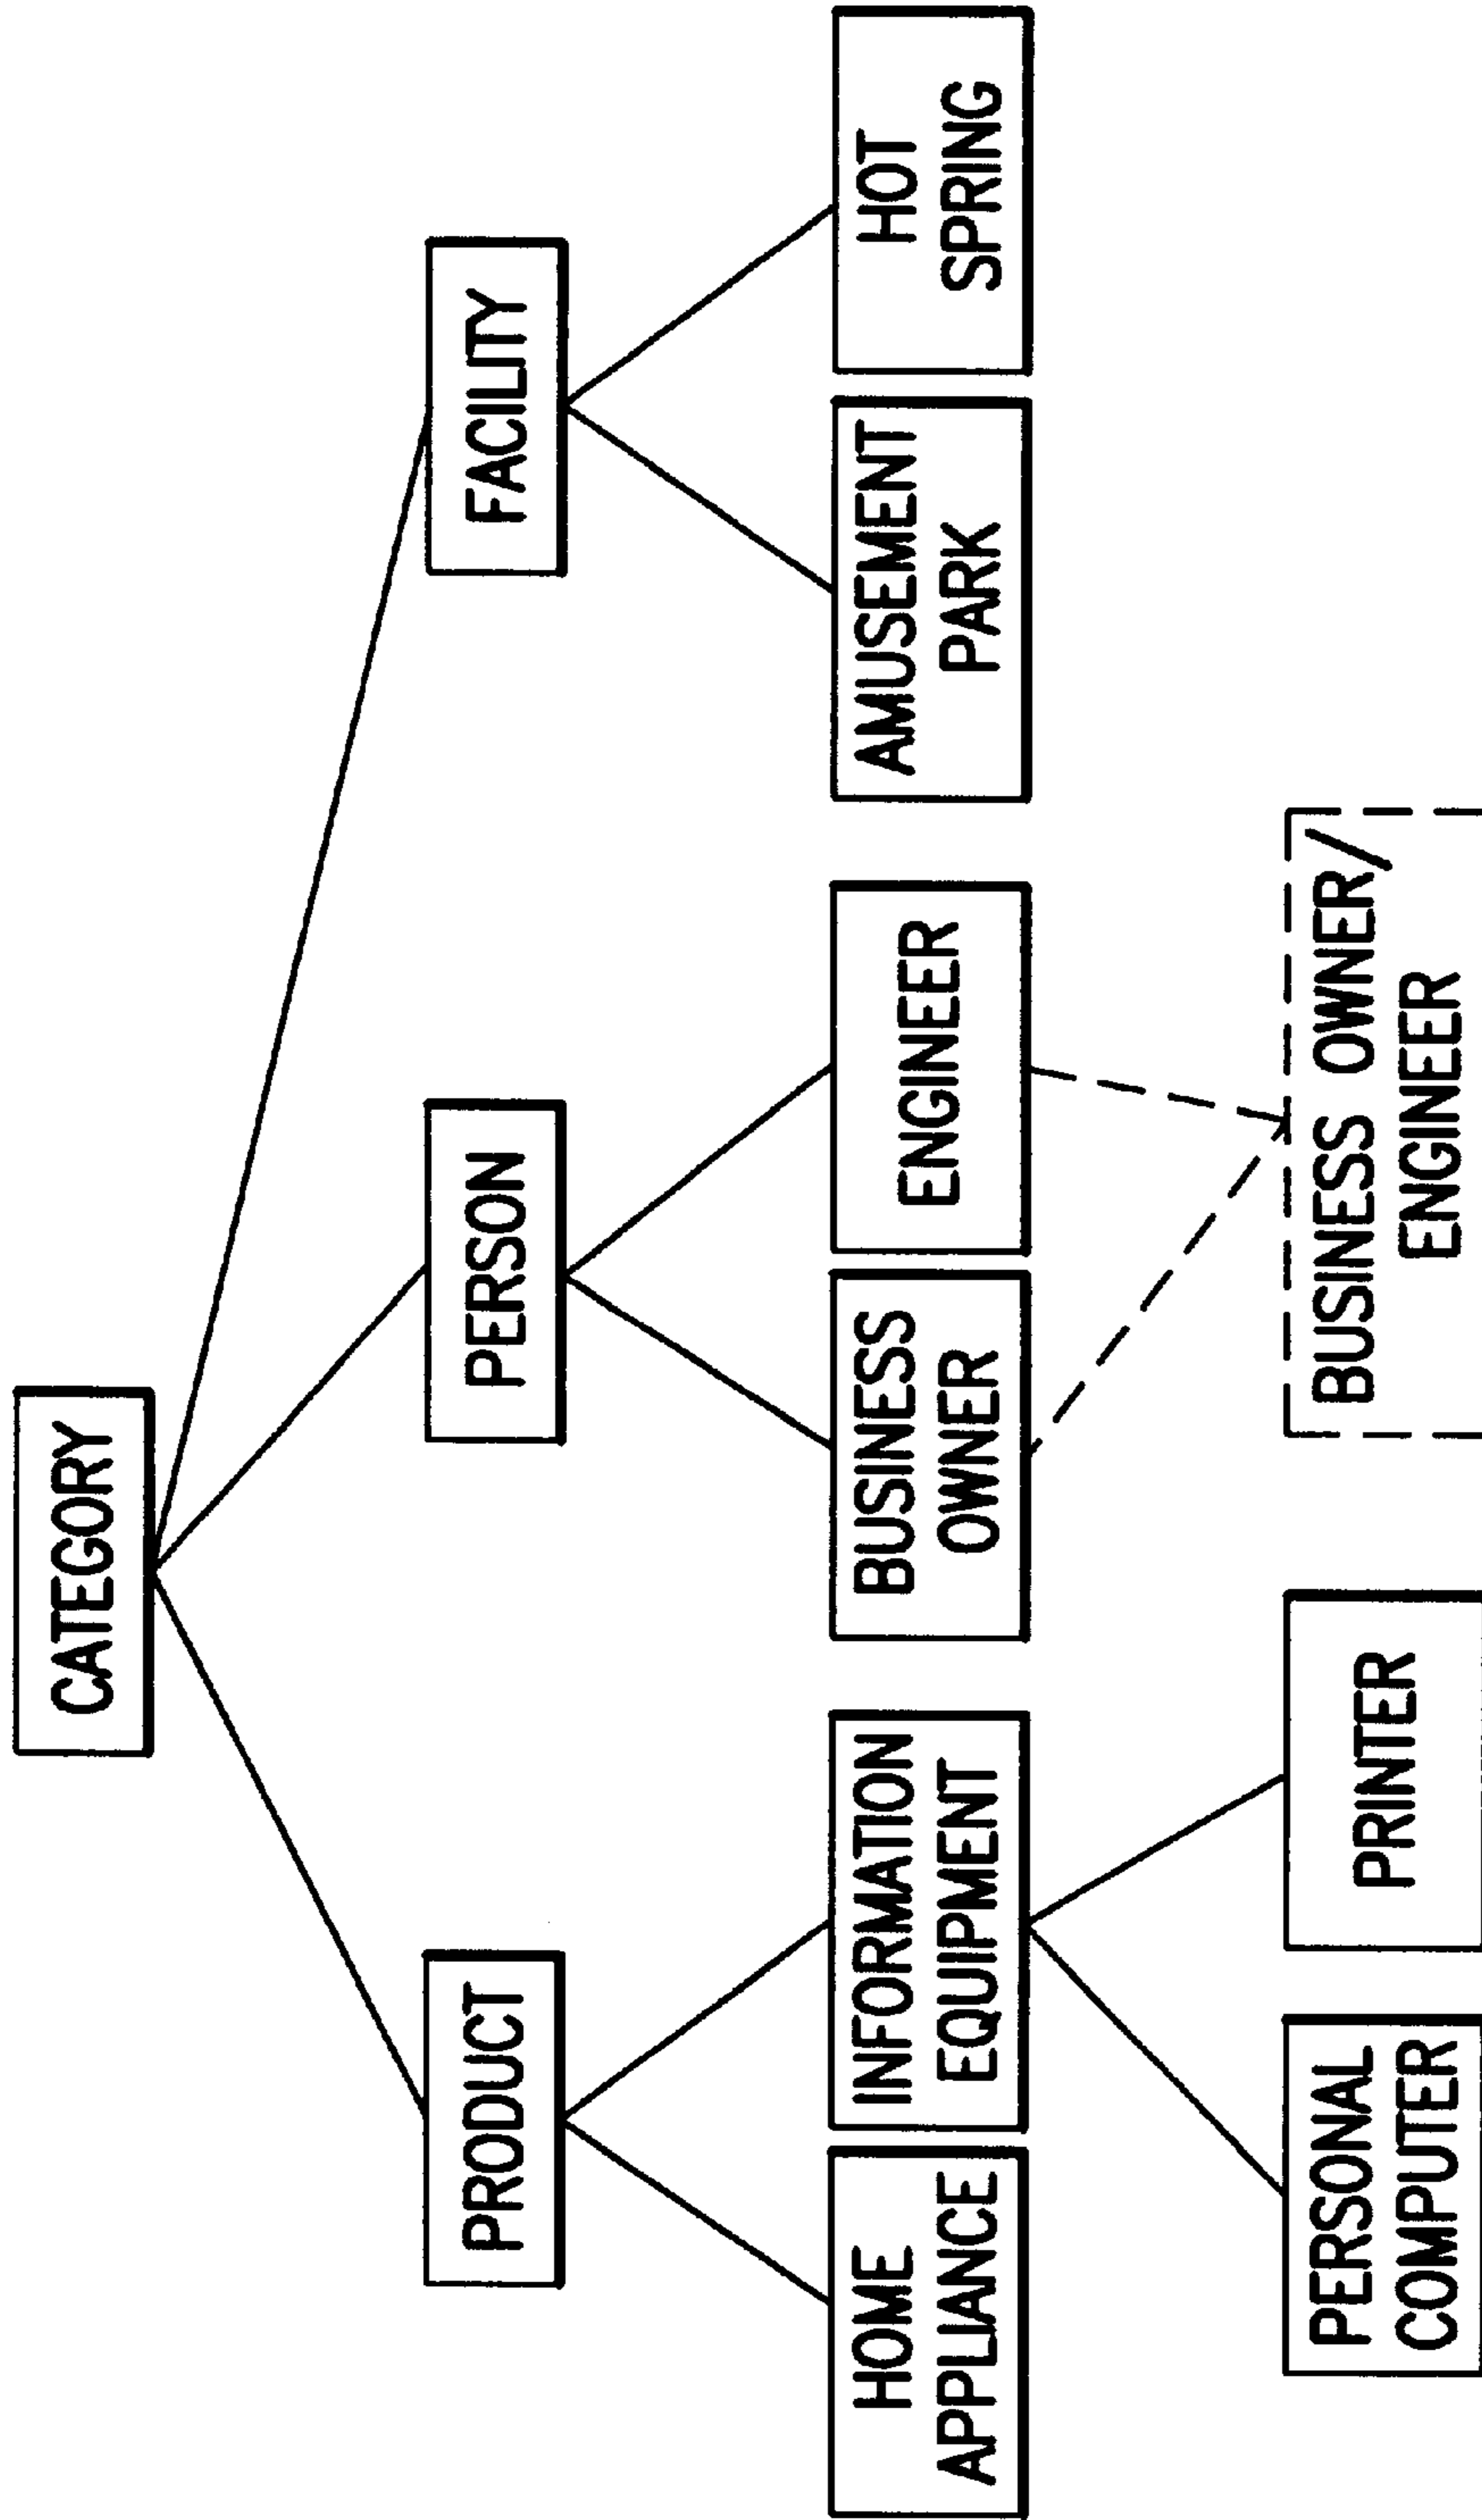 CATEGORY
PRODUCT
PERSON
FACILITY
HOME
APPLIANCE
INFORMATION
EQUIPMENT
BUSINESS
OWNER
ENGINEER
AMUSEMENT
PARK
HOT
SPRING
PERSONAL
COMPUTER
PRINTER
BUSINESS OWNER/
ENGINEER